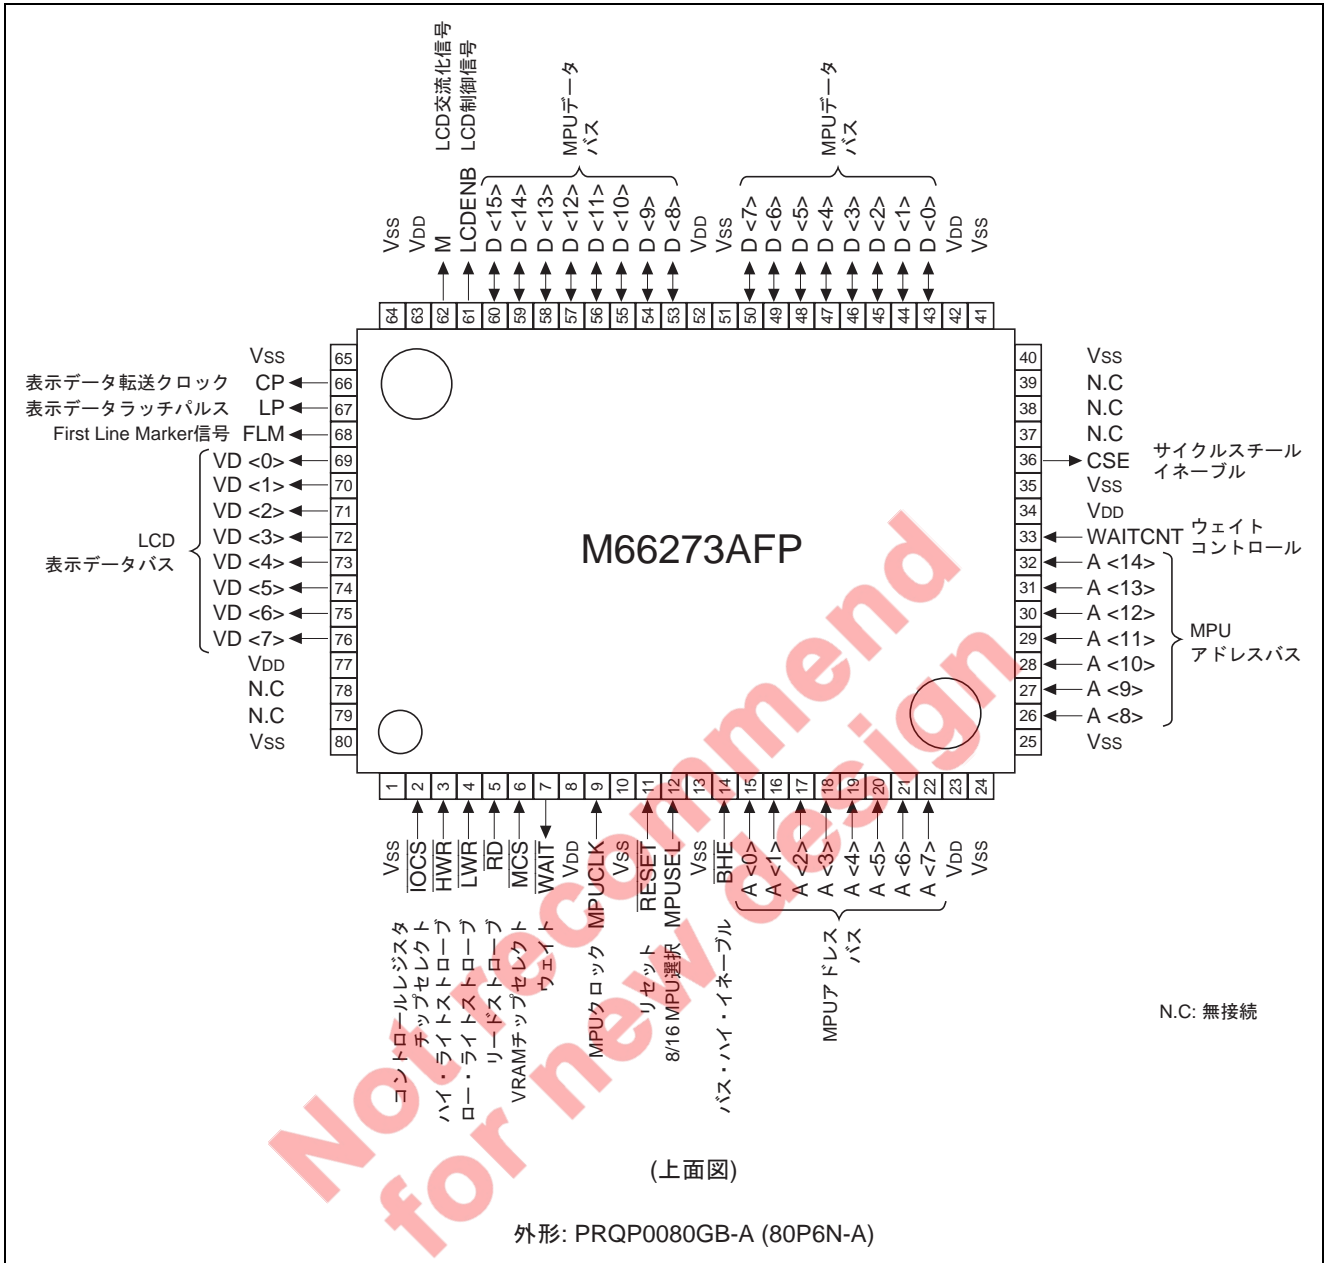 LCD交流化信号
LCD制御信号
MPUデータ
バス
MPUデータ
バス
VSS
VDD
M
LCDENB
D <15>
D <14>
D <13>
D <12>
D <11>
D <10>
D <9>
D <8>
VDD
VSS
D <7>
D <6>
D <5>
D <4>
D <3>
D <2>
D <1>
D <0>
VDD
VSS
64 63 62 61 60 59 58 57 56 55 54 53 52 51 50 49 48 47 46 45 44 43 42 41
VSS 65
表示データ転送クロック CP 66
表示データラッチパルス LP 67
First Line Marker信号 FLM 68
VD <0> 69
VD <1> 70
VD <2> 71
VD <3> 72
VD <4> 73
VD <5> 74
VD <6> 75
VD <7> 76
LCD
表示データバス
VDD 77
N.C 78
N.C 79
VSS 80
M66273AFP
40 VSS
39 N.C
38 N.C
37 N.C
36 CSE サイクルスチール
イネーブル
35 VSS
34 VDD
33 WAITCNT ウェイト
コントロール
32 A <14>
31 A <13>
30 A <12>
29 A <11>
28 A <10>
27 A <9>
26 A <8>
MPU
アドレスバス
25 VSS
1 2 3 4 5 6 7 8 9 10 11 12 13 14 15 16 17 18 19 20 21 22 23 24
VSS
IOCS
HWR
LWR
RD
MCS
WAIT
VDD
MPUCLK
VSS
RESET
MPUSEL
VSS
BHE
A <0>
A <1>
A <2>
A <3>
A <4>
A <5>
A <6>
A <7>
VDD
VSS
コントロールレジスタ
チップセレクト
ハイ・ライトストローブ
ロー・ライトストローブ
リードストローブ
VRAMチップセレクト
ウェイト
MPUクロック
リセット
8/16 MPU選択
バス・ハイ・イネーブル
MPUアドレス
バス
N.C: 無接続
Not recommend
for new design
(上面図)
外形: PRQP0080GB-A (80P6N-A)